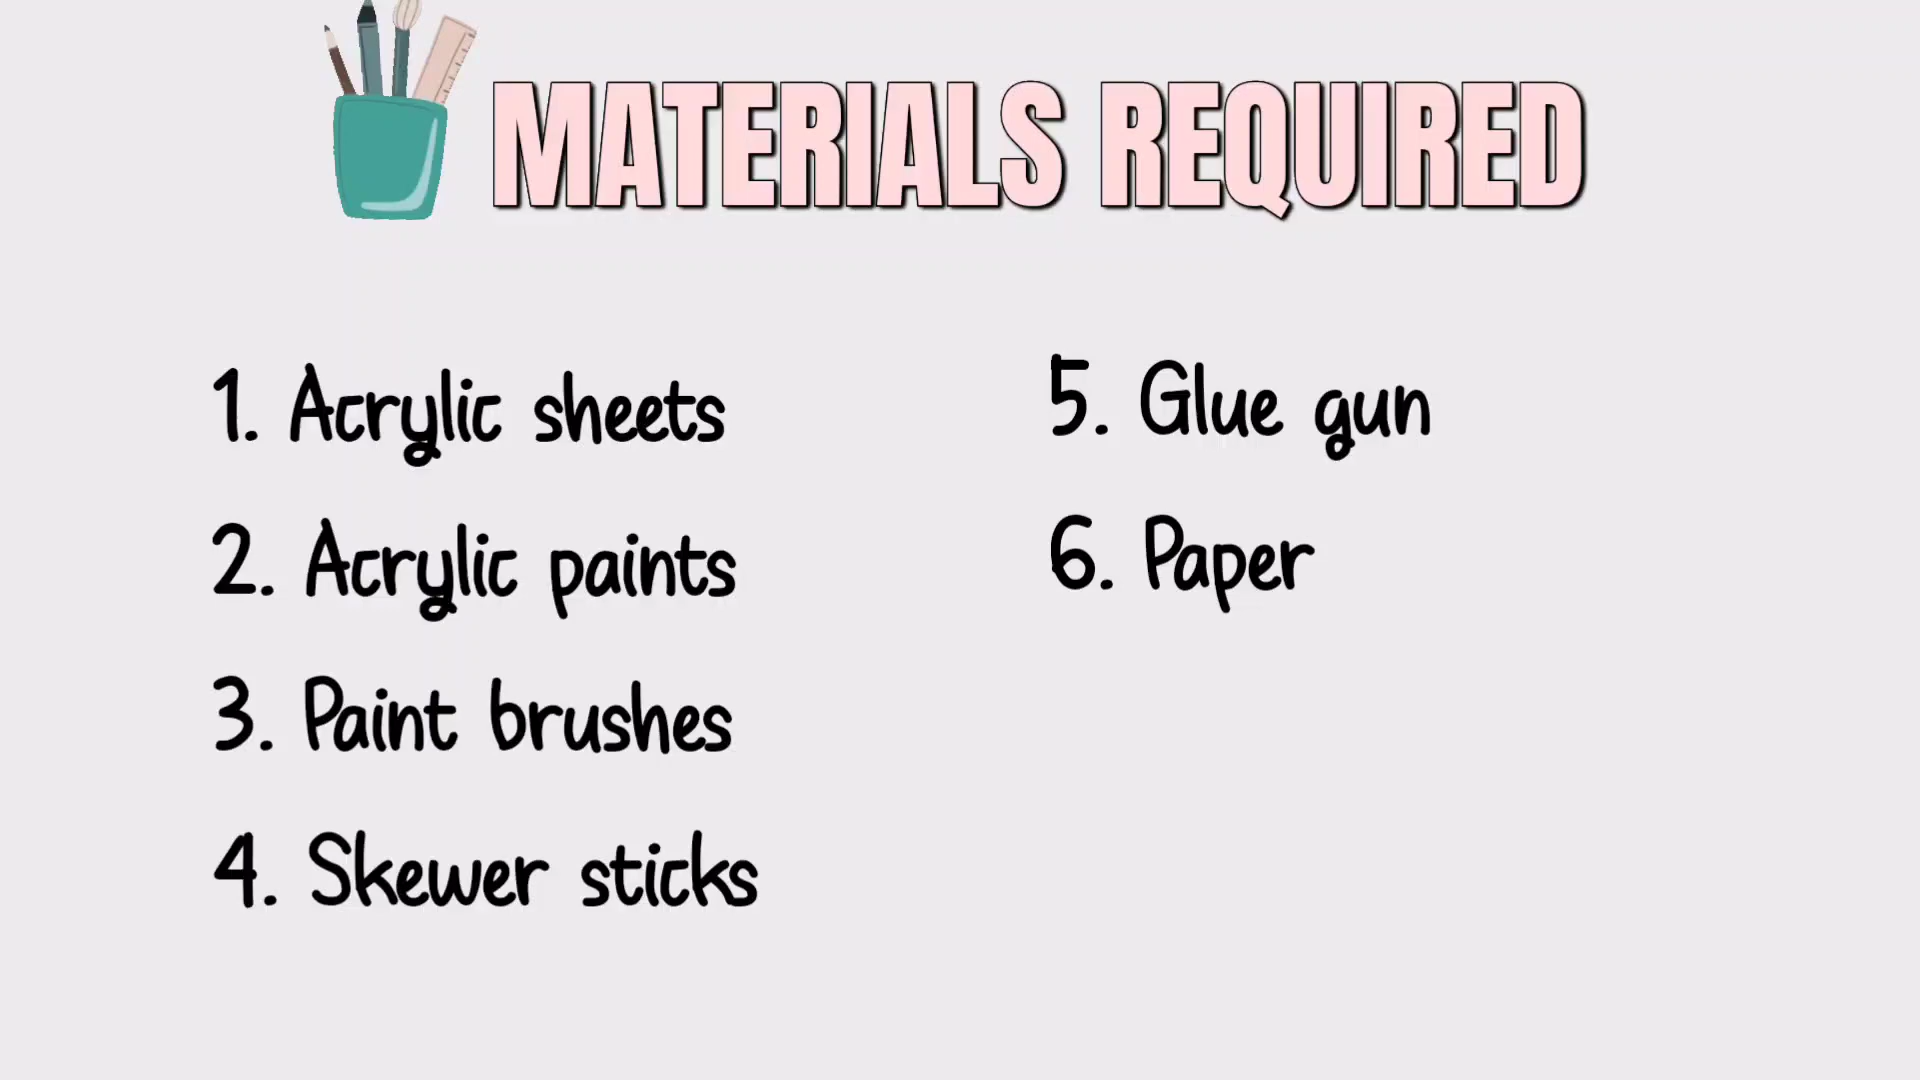 MATERIALS REQUIRED
1. Acrylic sheets
2. Acrylic paints
3. Paint brushes
4. Skewer sticks
5. Glue gun
6. Paper